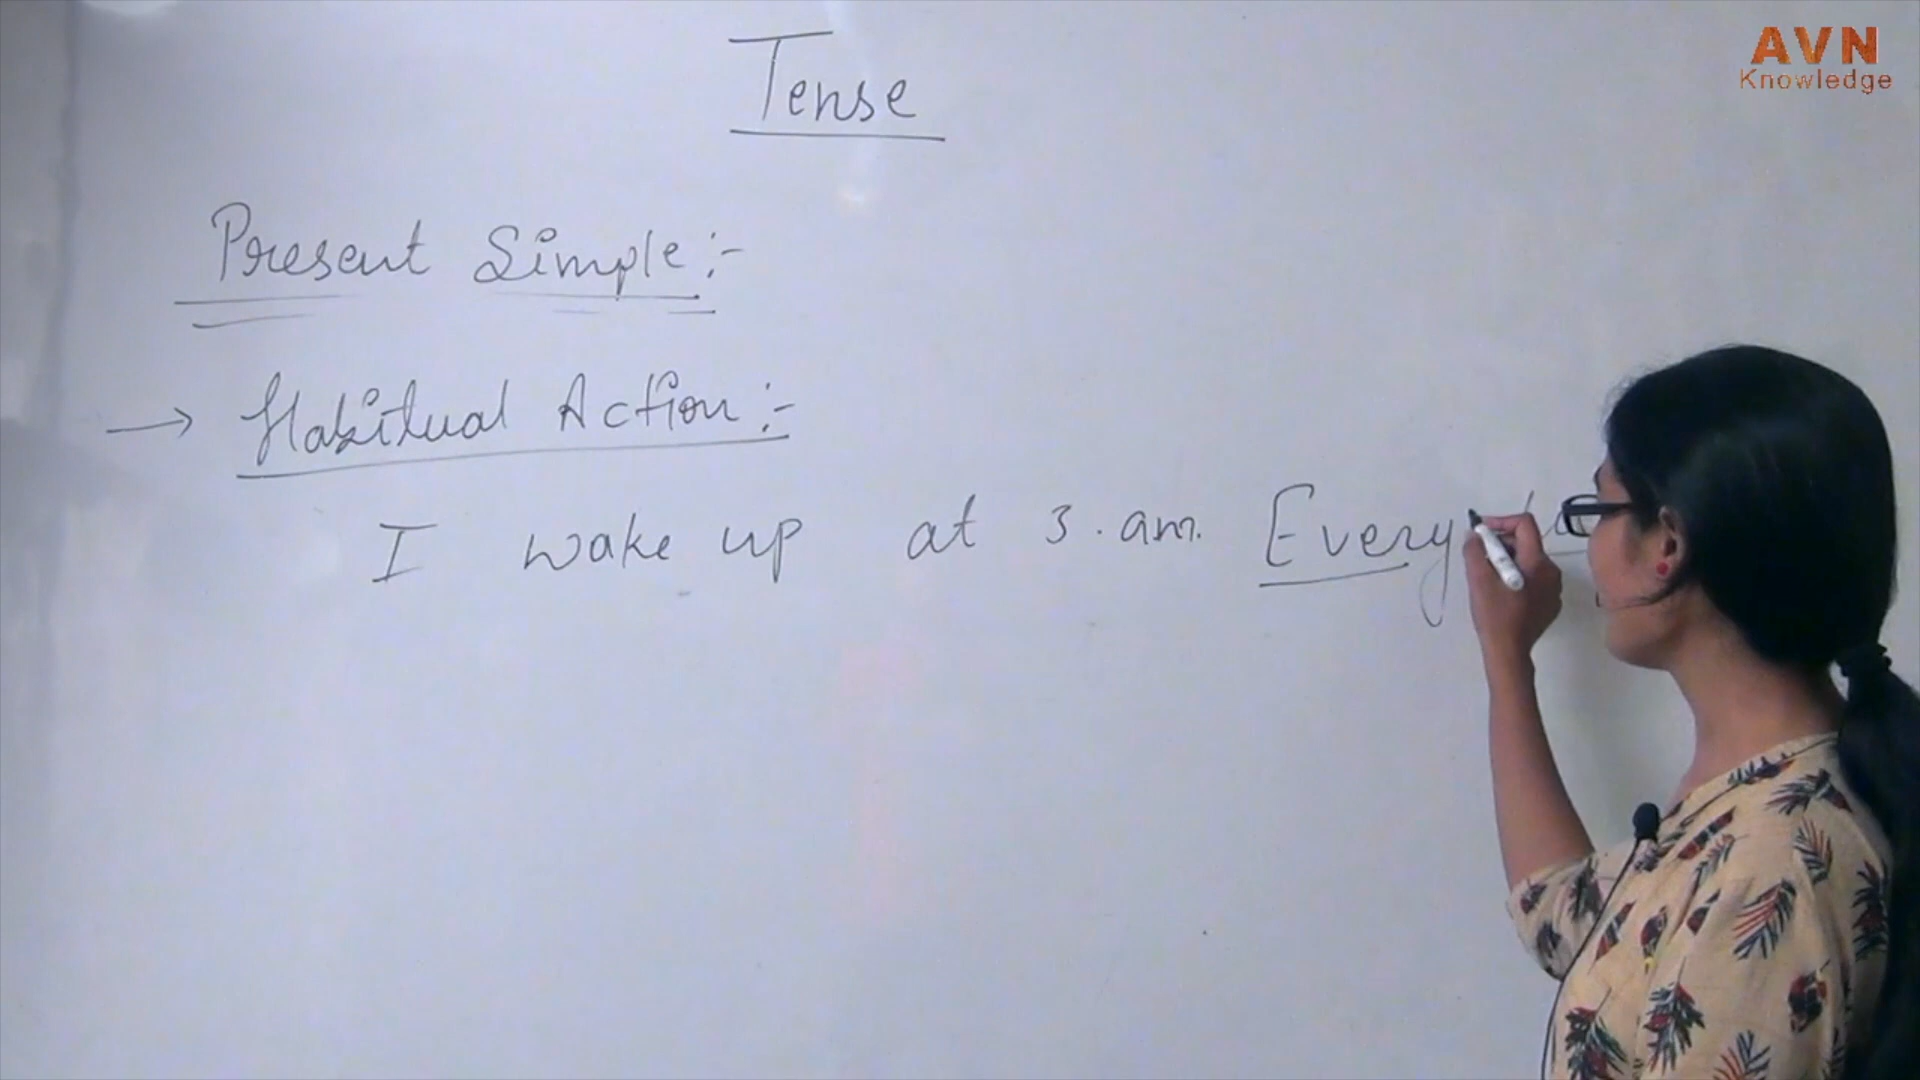 AVN
Knowledge
Tense
Present Simple :-
→ Habitual Action :-
I wake up at 3. am. Every